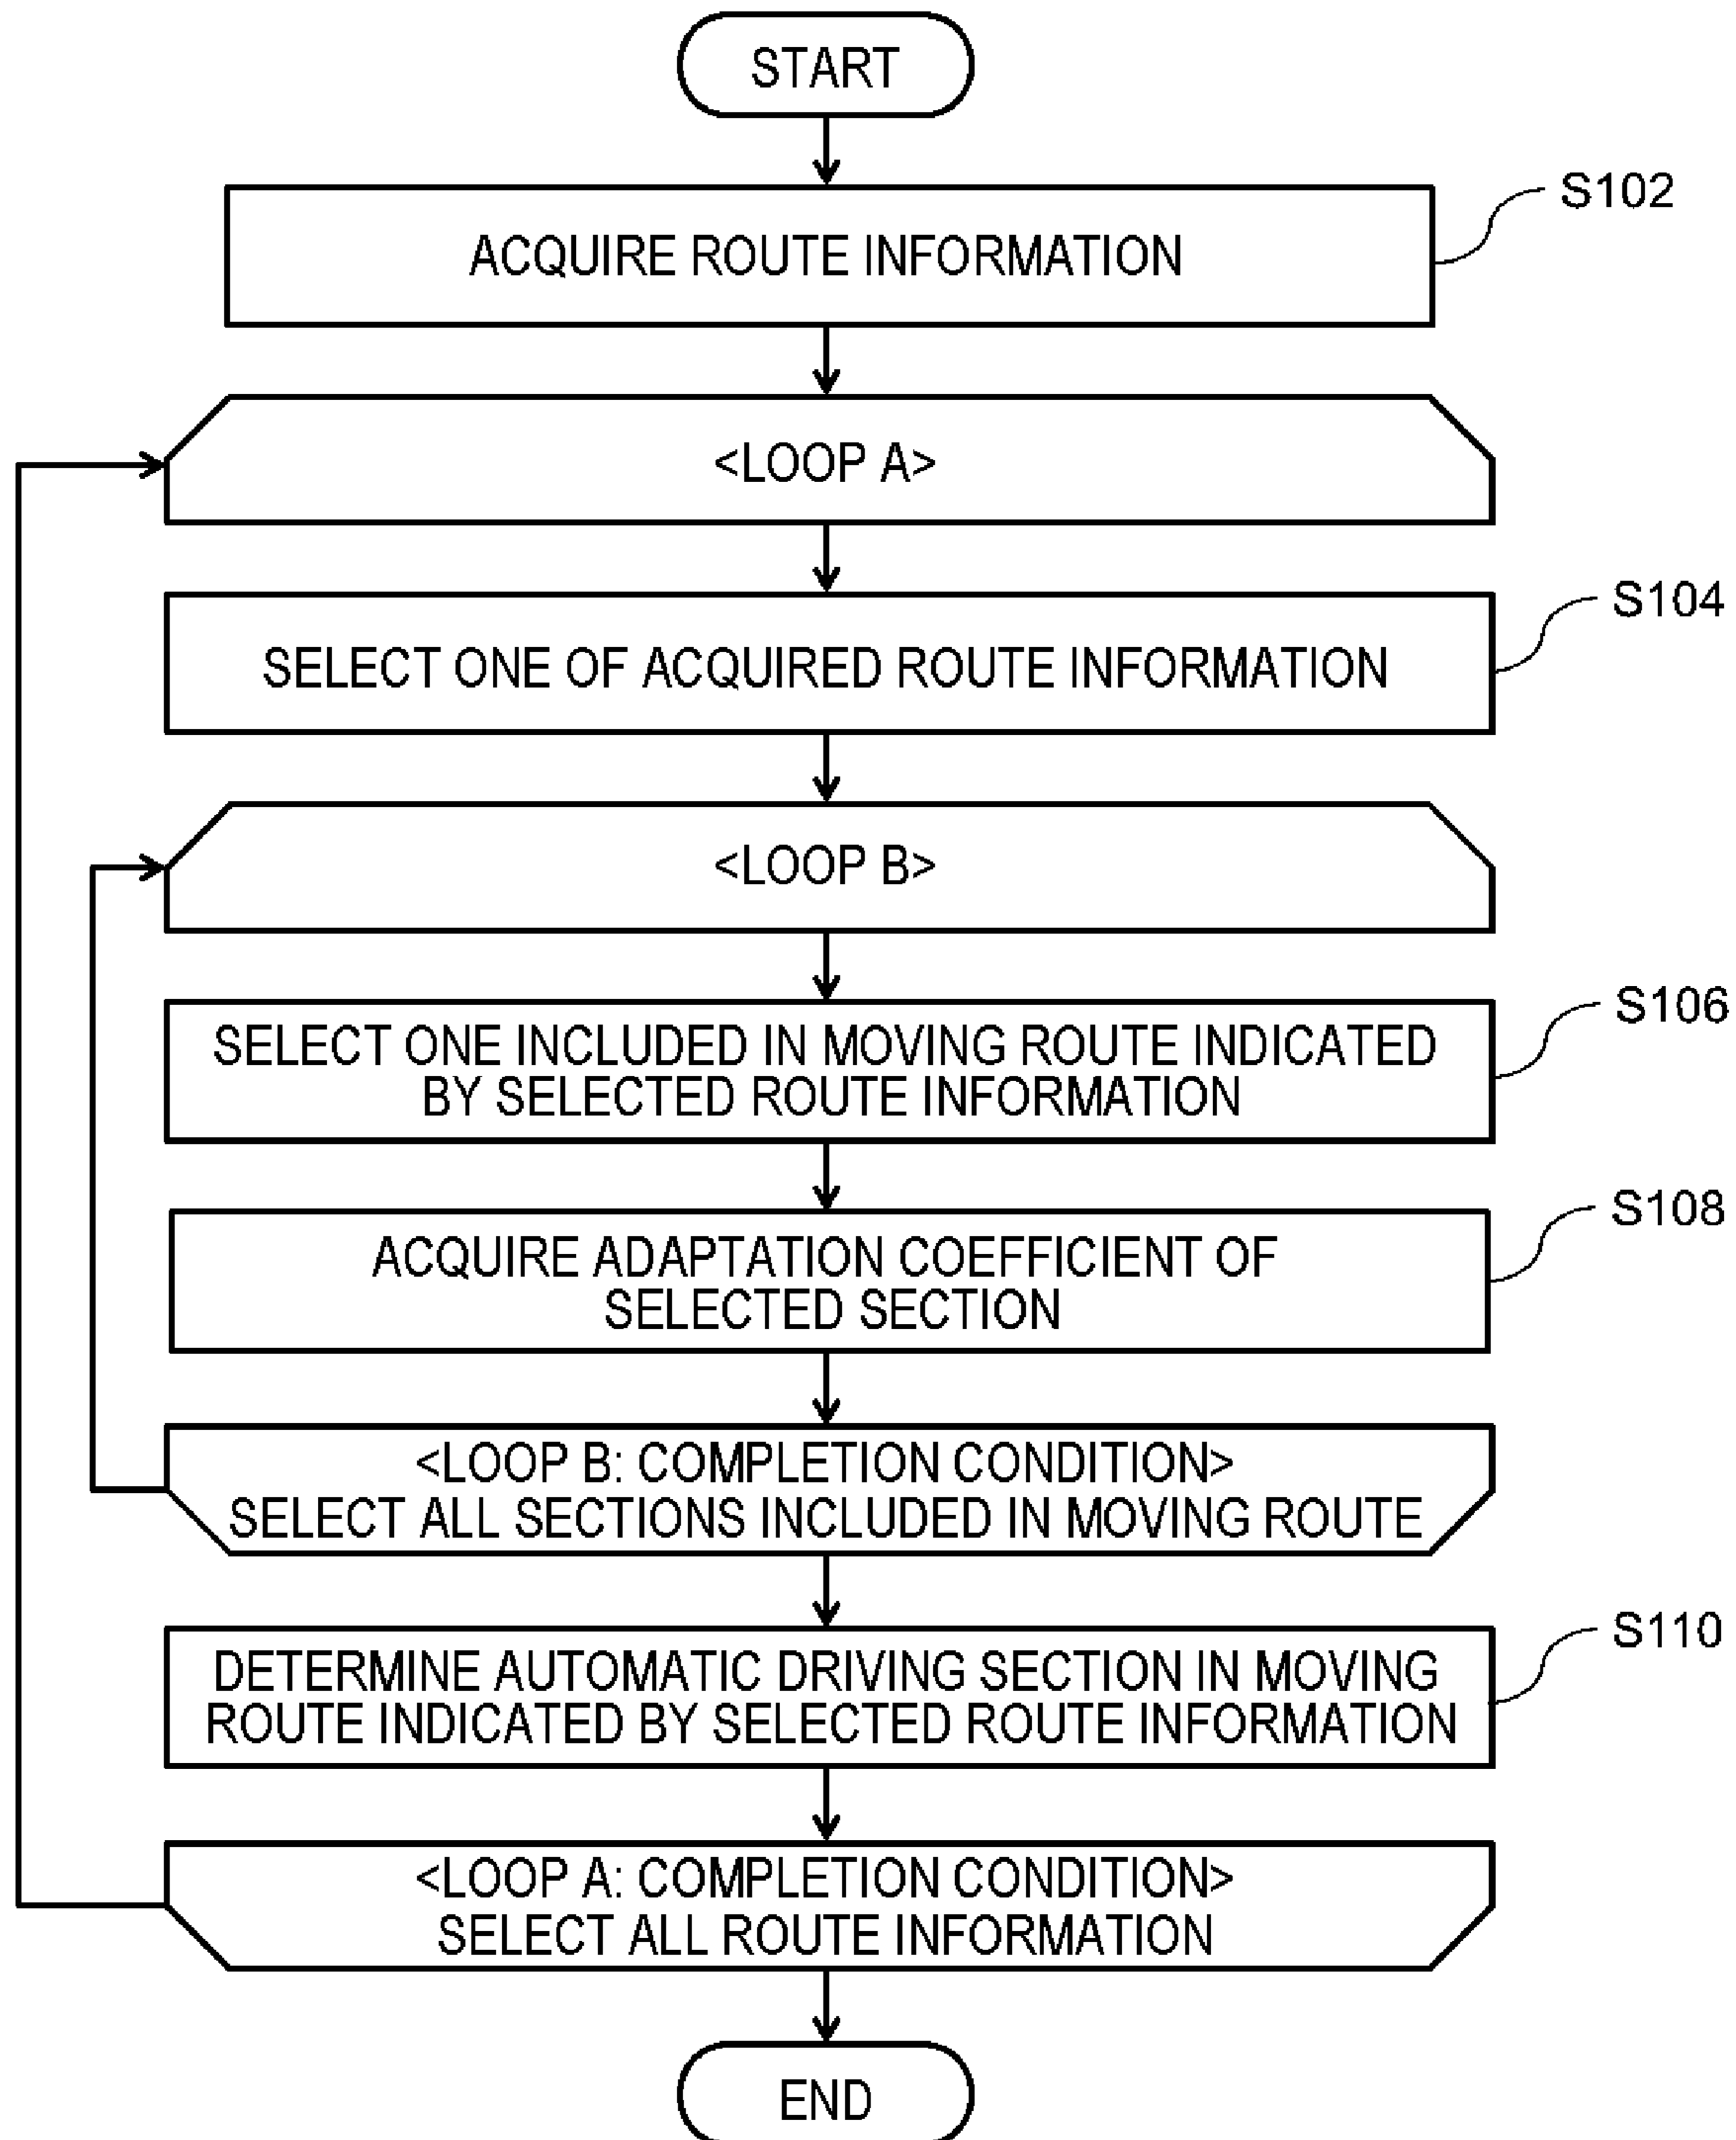 START
S102
ACQUIRE ROUTE INFORMATION
<LOOP A>
S104
SELECT ONE OF ACQUIRED ROUTE INFORMATION
<LOOP B>
S106
SELECT ONE INCLUDED IN MOVING ROUTE INDICATED
BY SELECTED ROUTE INFORMATION
S108
ACQUIRE ADAPTATION COEFFICIENT OF
SELECTED SECTION
<LOOP B: COMPLETION CONDITION>
SELECT ALL SECTIONS INCLUDED IN MOVING ROUTE
S110
DETERMINE AUTOMATIC DRIVING SECTION IN MOVING
ROUTE INDICATED BY SELECTED ROUTE INFORMATION
<LOOP A: COMPLETION CONDITION>
SELECT ALL ROUTE INFORMATION
END